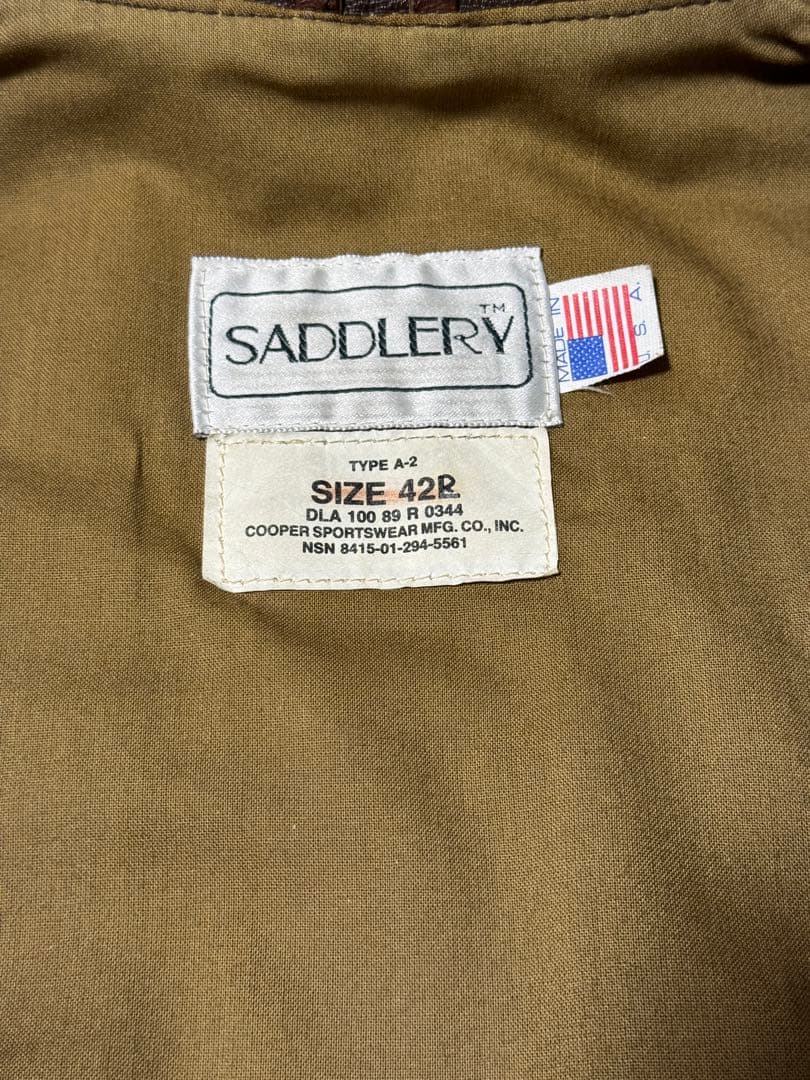 SADDLERY™
MADE IN
U. S. A.
TYPE A-2
SIZE 42R
DLA 100 89 R 0344
COOPER SPORTSWEAR MFG. CO., INC.
NSN 8415-01-294-5561